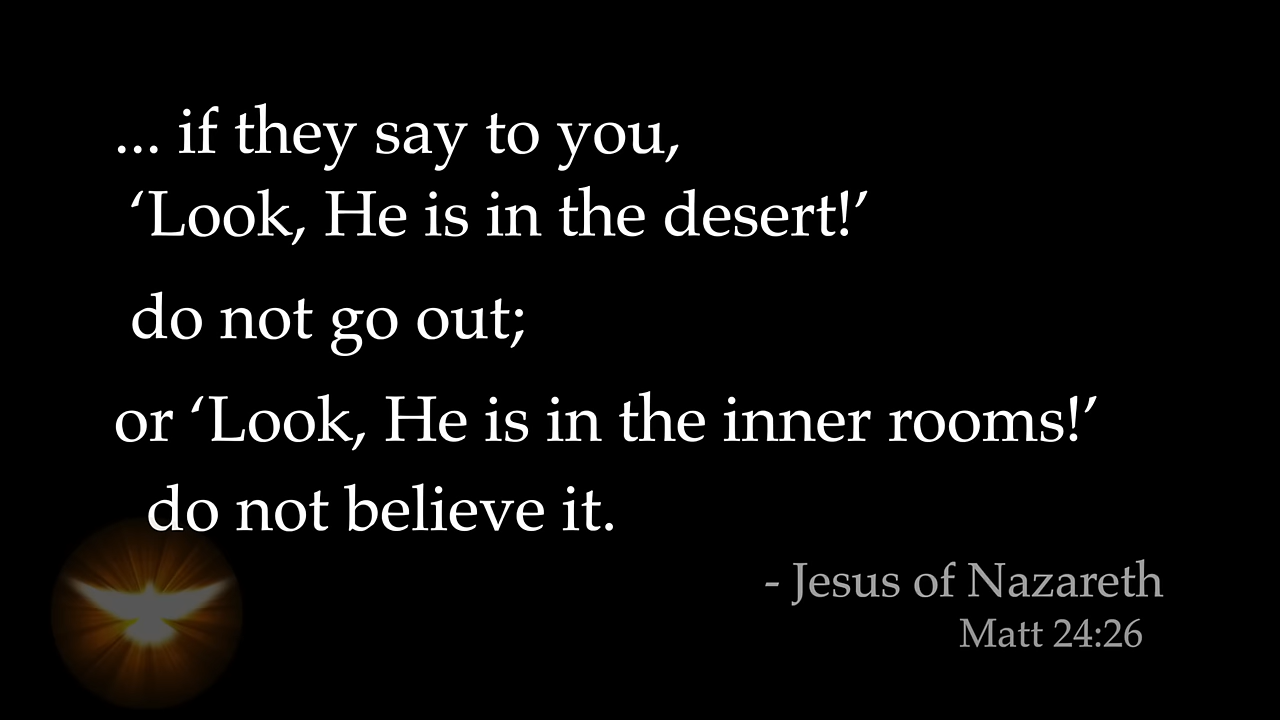 ... if they say to you,
‘Look, He is in the desert!’
do not go out;
or ‘Look, He is in the inner rooms!’
do not believe it.
- Jesus of Nazareth
Matt 24:26